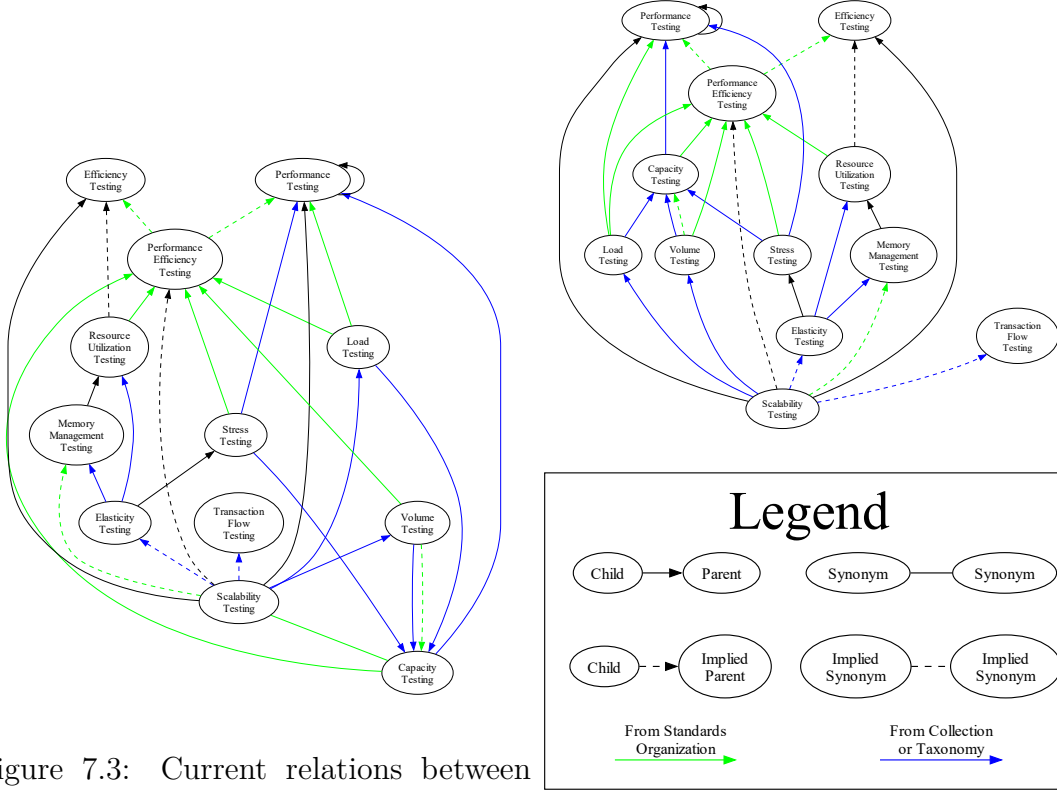 Efficiency
Testing
Performance
Testing
Performance
Efficiency
Testing
Resource
Utilization
Testing
Load
Testing
Memory
Management
Testing
Stress
Testing
Elasticity
Testing
Transaction
Flow
Testing
Volume
Testing
Scalability
Testing
Capacity
Testing
igure 7.3: Current relations between
Performance
Testing
Efficiency
Testing
Performance
Efficiency
Testing
Capacity
Testing
Resource
Utilization
Testing
Load
Testing
Volume
Testing
Stress
Testing
Memory
Management
Testing
Elasticity
Testing
Transaction
Flow
Testing
Scalability
Testing
Legend
Child
Parent
Synonym
Synonym
Child
Implied
Parent
Implied
Synonym
Implied
Synonym
From Standards
Organization
From Collection
or Taxonomy